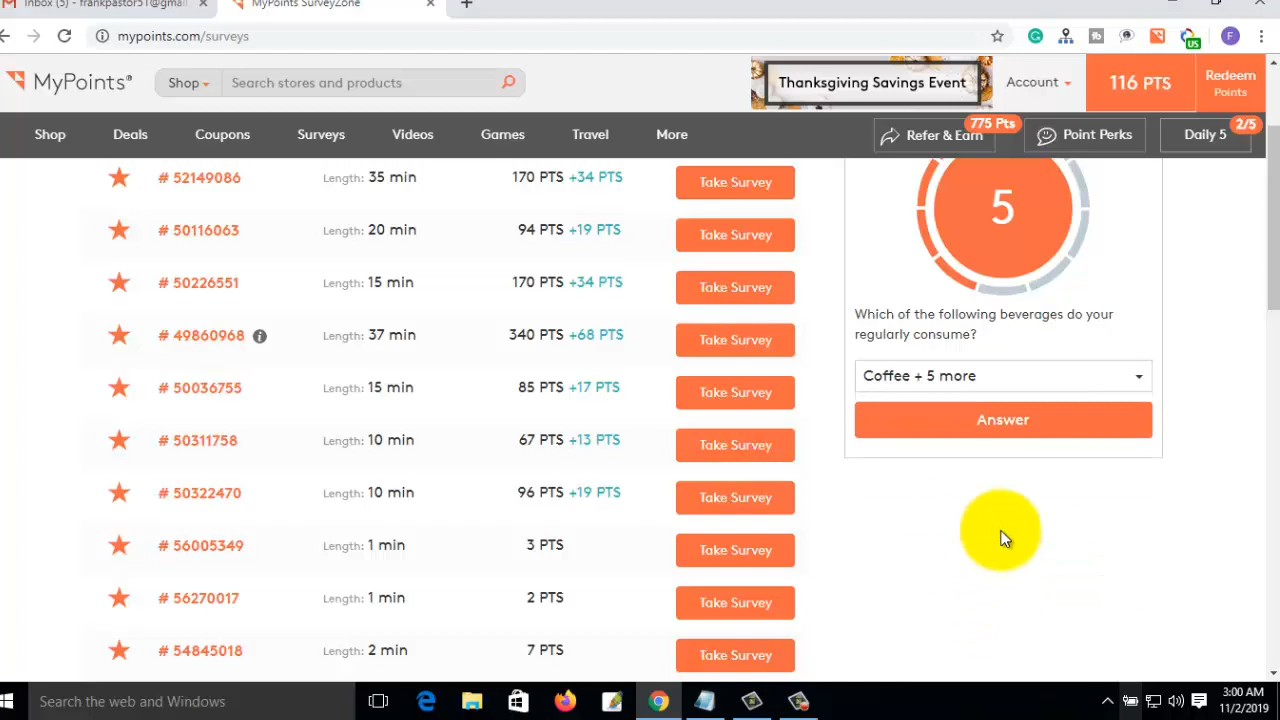 Inbox (5) - frankpastor51@gmail
MyPoints SurveyZone
mypoints.com/surveys
US
F
MyPoints®
Shop
Search stores and products
Thanksgiving Savings Event
Account
116 PTS
Redeem
Points
Shop Deals Coupons Surveys Videos Games Travel More
Refer & Earn
775 Pts
Point Perks
Daily 5
2/5
# 52149086 Length: 35 min 170 PTS +34 PTS Take Survey
# 50116063 Length: 20 min 94 PTS +19 PTS Take Survey
# 50226551 Length: 15 min 170 PTS +34 PTS Take Survey
# 49860968 Length: 37 min 340 PTS +68 PTS Take Survey
# 50036755 Length: 15 min 85 PTS +17 PTS Take Survey
# 50311758 Length: 10 min 67 PTS +13 PTS Take Survey
# 50322470 Length: 10 min 96 PTS +19 PTS Take Survey
# 56005349 Length: 1 min 3 PTS Take Survey
# 56270017 Length: 1 min 2 PTS Take Survey
# 54845018 Length: 2 min 7 PTS Take Survey
5
Which of the following beverages do your
regularly consume?
Coffee + 5 more
Answer
Search the web and Windows
3:00 AM
11/2/2019